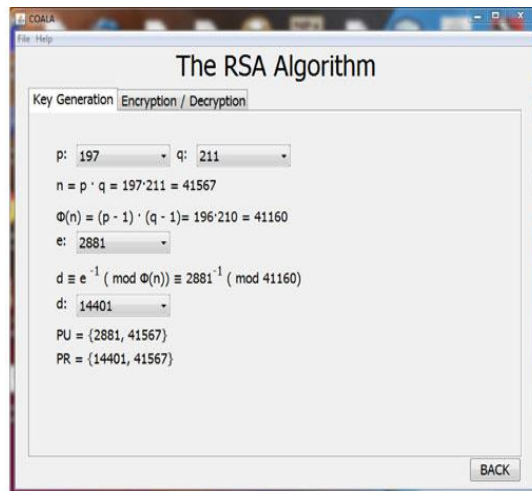 COALA
File Help
The RSA Algorithm
Key Generation Encryption / Decryption
p: 197 q: 211
n = p · q = 197·211 = 41567
Φ(n) = (p - 1) · (q - 1)= 196·210 = 41160
e: 2881
d ≡ e⁻¹ ( mod Φ(n)) ≡ 2881⁻¹ ( mod 41160)
d: 14401
PU = {2881, 41567}
PR = {14401, 41567}
BACK